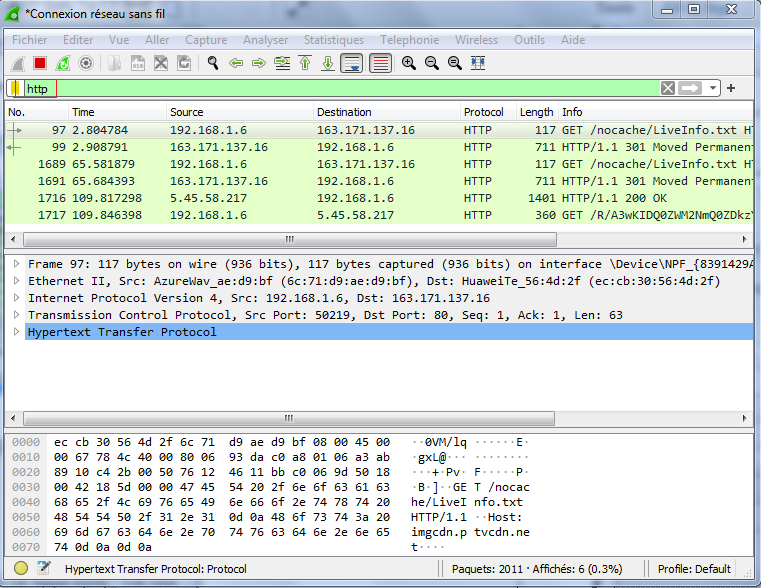 *Connexion réseau sans fil
Fichier Editer Vue Aller Capture Analyser Statistiques Telephonie Wireless Outils Aide
http
No. Time Source Destination Protocol Length Info
97 2.804784 192.168.1.6 163.171.137.16 HTTP 117 GET /nocache/LiveInfo.txt HT
99 2.908791 163.171.137.16 192.168.1.6 HTTP 711 HTTP/1.1 301 Moved Permanen
1689 65.581879 192.168.1.6 163.171.137.16 HTTP 117 GET /nocache/LiveInfo.txt HT
1691 65.684393 163.171.137.16 192.168.1.6 HTTP 711 HTTP/1.1 301 Moved Permanen
1716 109.817298 5.45.58.217 192.168.1.6 HTTP 1401 HTTP/1.1 200 OK
1717 109.846398 192.168.1.6 5.45.58.217 HTTP 360 GET /R/A3wKIDQ0ZWM2NmQ0ZDkzY
Frame 97: 117 bytes on wire (936 bits), 117 bytes captured (936 bits) on interface \Device\NPF_{8391429A
Ethernet II, Src: AzureWav_ae:d9:bf (6c:71:d9:ae:d9:bf), Dst: HuaweiTe_56:4d:2f (ec:cb:30:56:4d:2f)
Internet Protocol Version 4, Src: 192.168.1.6, Dst: 163.171.137.16
Transmission Control Protocol, Src Port: 50219, Dst Port: 80, Seq: 1, Ack: 1, Len: 63
Hypertext Transfer Protocol
0000 ec cb 30 56 4d 2f 6c 71 d9 ae d9 bf 08 00 45 00 ··0VM/lq ······E·
0010 00 67 78 4c 40 00 80 06 93 da c0 a8 01 06 a3 ab ·gxL@··· ········
0020 89 10 c4 2b 00 50 76 12 46 11 bb c0 06 9d 50 18 ···+·Pv· F·····P·
0030 00 42 18 5d 00 00 47 45 54 20 2f 6e 6f 63 61 63 ·B·]··GE T /nocac
0040 68 65 2f 4c 69 76 65 49 6e 66 6f 2e 74 78 74 20 he/LiveI nfo.txt
0050 48 54 54 50 2f 31 2e 31 0d 0a 48 6f 73 74 3a 20 HTTP/1.1 ··Host:
0060 69 6d 67 63 64 6e 2e 70 74 76 63 64 6e 2e 6e 65 imgcdn.p tvcdn.ne
0070 74 0d 0a 0d 0a t····
Hypertext Transfer Protocol: Protocol Paquets: 2011 · Affichés: 6 (0.3%) Profile: Default